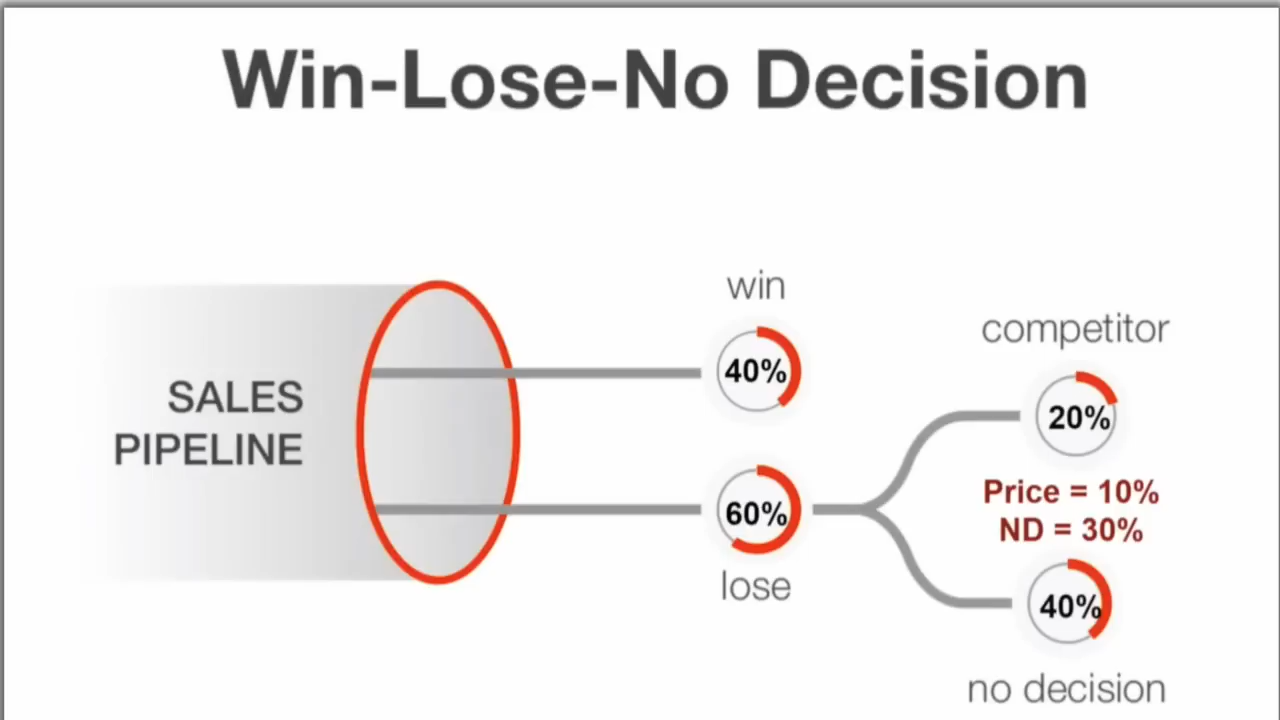 Win-Lose-No Decision
SALES
PIPELINE
win
40%
60%
lose
competitor
20%
Price = 10%
ND = 30%
40%
no decision